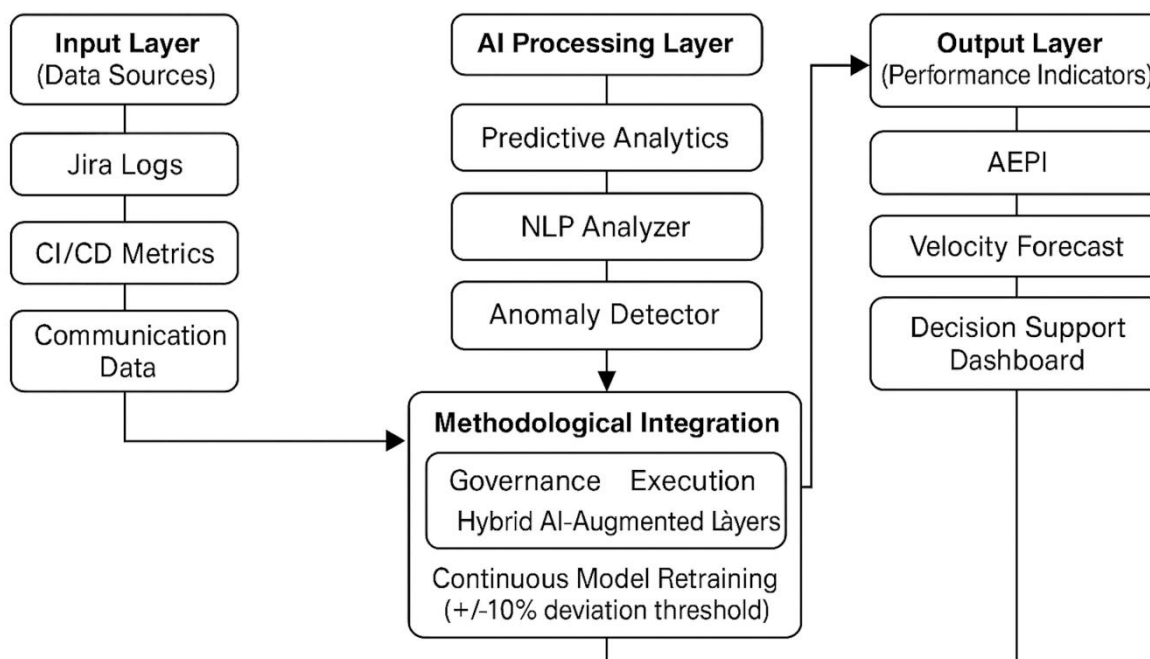 Input Layer
(Data Sources)
Jira Logs
CI/CD Metrics
Communication
Data
AI Processing Layer
Predictive Analytics
NLP Analyzer
Anomaly Detector
Methodological Integration
Governance Execution
Hybrid AI-Augmented Làyers
Continuous Model Retraining
(+/-10% deviation threshold)
Output Layer
(Performance Indicators)
AEPI
Velocity Forecast
Decision Support
Dashboard